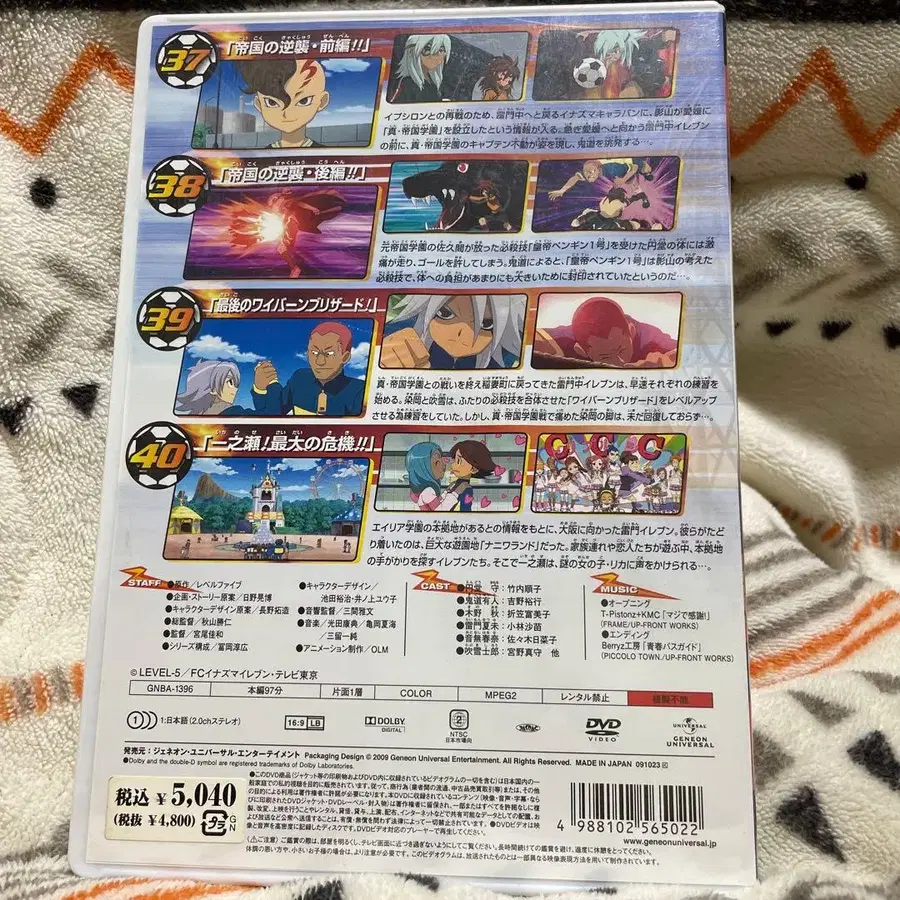 37
「帝国の逆襲・前編!!」
イプシロンとの再戦のため、雷門中へと戻るイナズマキャラバンに、影山が愛媛に
「真・帝国学園」を設立したという情報が入る。急ぎ愛媛へと向かう雷門中イレブン
の前に、真・帝国学園のキャプテン不動が姿を現し、鬼道を挑発する…。
38
「帝国の逆襲・後編!!」
元帝国学園の佐久間が放った必殺技「皇帝ペンギン1号」を受けた円堂の体には激
痛が走り、ゴールを許してしまう。鬼道によると、「皇帝ペンギン1号」は影山の考えた
必殺技で、体への負担があまりにも大きいために封印されていたというのだ…。
39
「最後のワイバーンブリザード!」
真・帝国学園との戦いを終え稲妻町に戻ってきた雷門中イレブンは、早速それぞれの練習を
始める。染岡と吹雪は、ふたりの必殺技を合体させた「ワイバーンブリザード」をレベルアップ
させる為練習をしていた。しかし、真・帝国学園戦で痛めた染岡の脚は、未だ回復しておらず…。
40
「一之瀬!最大の危機!!」
CCC
エイリア学園の本拠地があるとの情報をもとに、大阪に向かった雷門イレブン。彼らがたど
り着いたのは、巨大な遊園地「ナニワランド」だった。家族連れや恋人たちが遊ぶ中、本拠地
の手がかりを探すイレブンたち。そこで一之瀬は、謎の女の子・リカに声をかけられる…。
STAFF
●原作/レベルファイブ
●企画・ストーリー原案/日野晃博
●キャラクターデザイン原案/長野拓造
●総監督/秋山勝仁
●監督/宮尾佳和
●シリーズ構成/冨岡淳広
●キャラクターデザイン/
池田裕治・井ノ上ユウ子
●音響監督/三間雅文
●音楽/光田康典/亀岡夏海
/三留一純
●アニメーション制作/OLM
CAST
●円堂 守:竹内順子
●鬼道有人:吉野裕行
●木野 秋:折笠富美子
●雷門夏未:小林沙苗
●音無春奈:佐々木日菜子
●吹雪士郎:宮野真守 他
MUSIC
●オープニング
T-Pistonz+KMC「マジで感謝!」
(FRAME/UP-FRONT WORKS)
●エンディング
Berryz工房「青春バスガイド」
(PICCOLO TOWN/UP-FRONT WORKS)
©LEVEL-5/FCイナズマイレブン・テレビ東京
GNBA-1396 本編97分 片面1層 COLOR MPEG2 レンタル禁止 複製不能
1 1:日本語(2.0chステレオ) 16:9 LB DOLBY DIGITAL 2 NTSC 日本市場向 DVD VIDEO UNIVERSAL GENEON UNIVERSAL
発売元:ジェネオン・ユニバーサル・エンターテイメント Packaging Design © 2009 Geneon Universal Entertainment. All Rights Reserved. MADE IN JAPAN 091023
●Dolby and the double-D symbol are registered trademarks of Dolby Laboratories.
税込 ¥5,040
(税抜 ¥4,800)
プラ
GN
4 988102 565022
www.geneonuniversal.jp